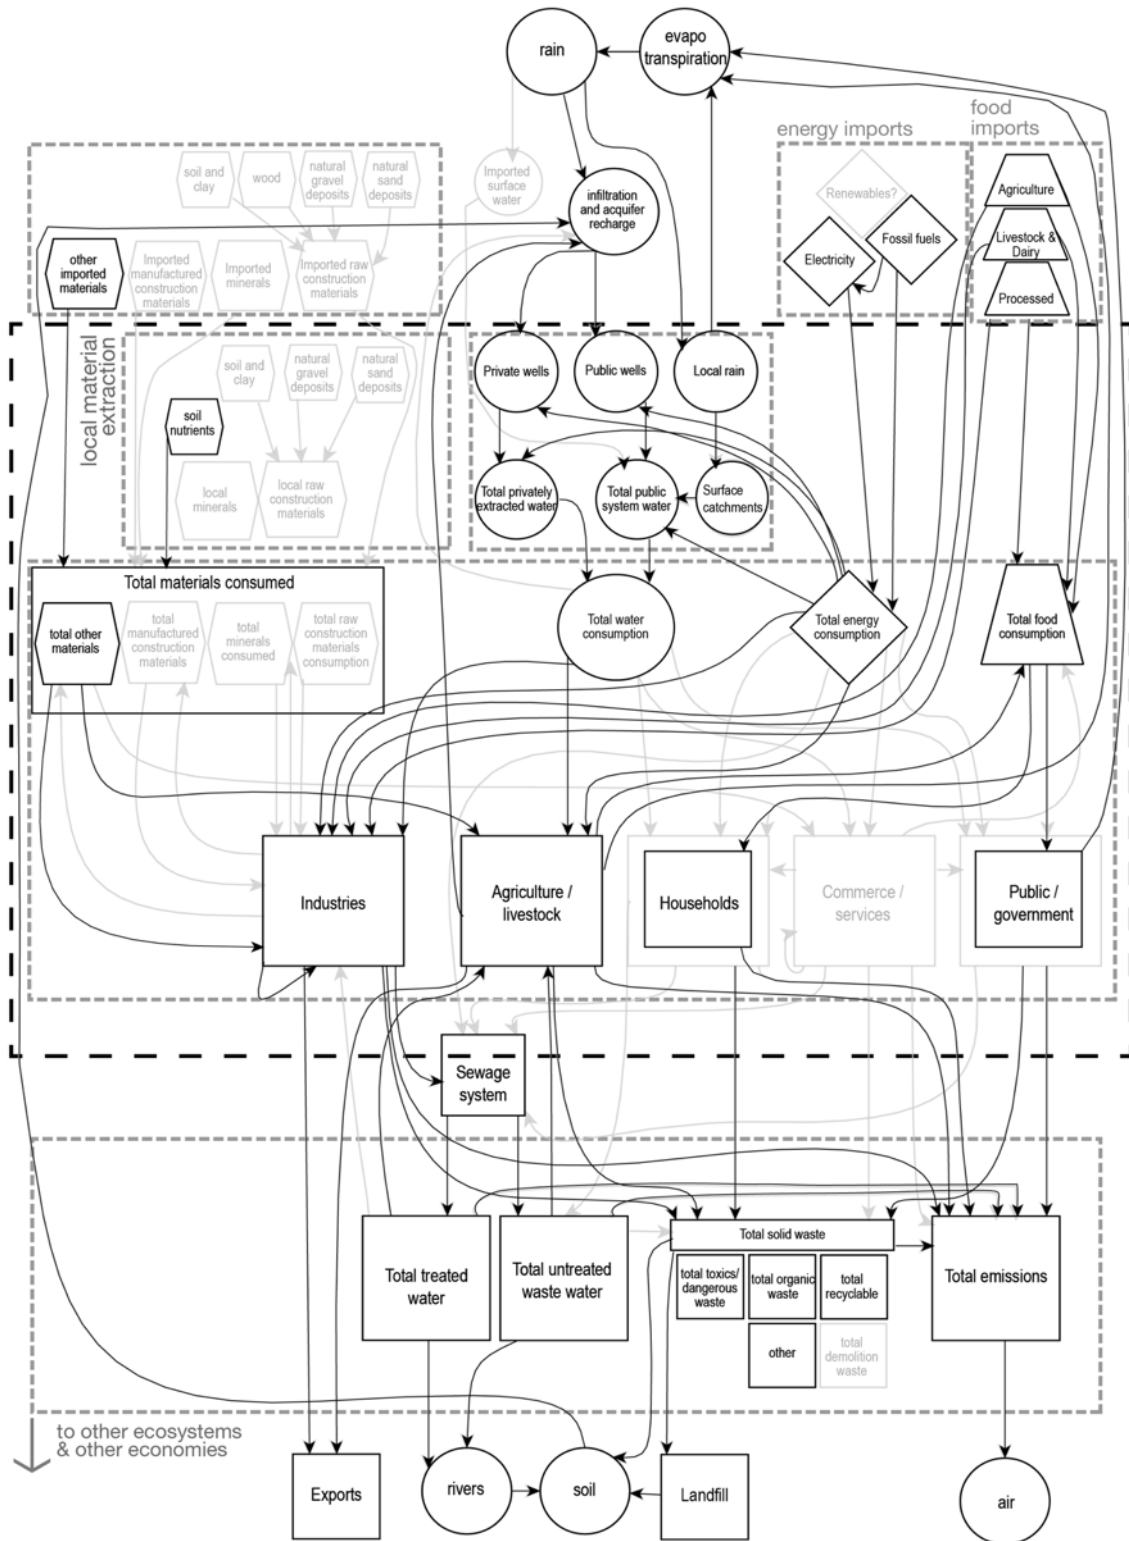 rain
evapo
transpiration
energy imports
food
imports
soil and
clay
wood
natural
gravel
deposits
natural
sand
deposits
Imported
surface
water
infiltration
and acquifer
recharge
Renewables?
Fossil fuels
Electricity
Agriculture
Livestock &
Dairy
Processed
other
imported
materials
Imported
manufactured
construction
materials
Imported
minerals
Imported raw
construction
materials
local material
extraction
soil and
clay
natural
gravel
deposits
natural
sand
deposits
soil
nutrients
local
minerals
local raw
construction
materials
Private wells
Public wells
Local rain
Total privately
extracted water
Total public
system water
Surface
catchments
Total materials consumed
total other
materials
total
manufactured
construction
materials
total
minerals
consumed
total raw
construction
materials
consumption
Total water
consumption
Total energy
consumption
Total food
consumption
Industries
Agriculture /
livestock
Households
Commerce /
services
Public /
government
Sewage
system
Total treated
water
Total untreated
waste water
Total solid waste
total toxics/
dangerous
waste
total organic
waste
total
recyclable
other
total
demolition
waste
Total emissions
to other ecosystems
& other economies
Exports
rivers
soil
Landfill
air